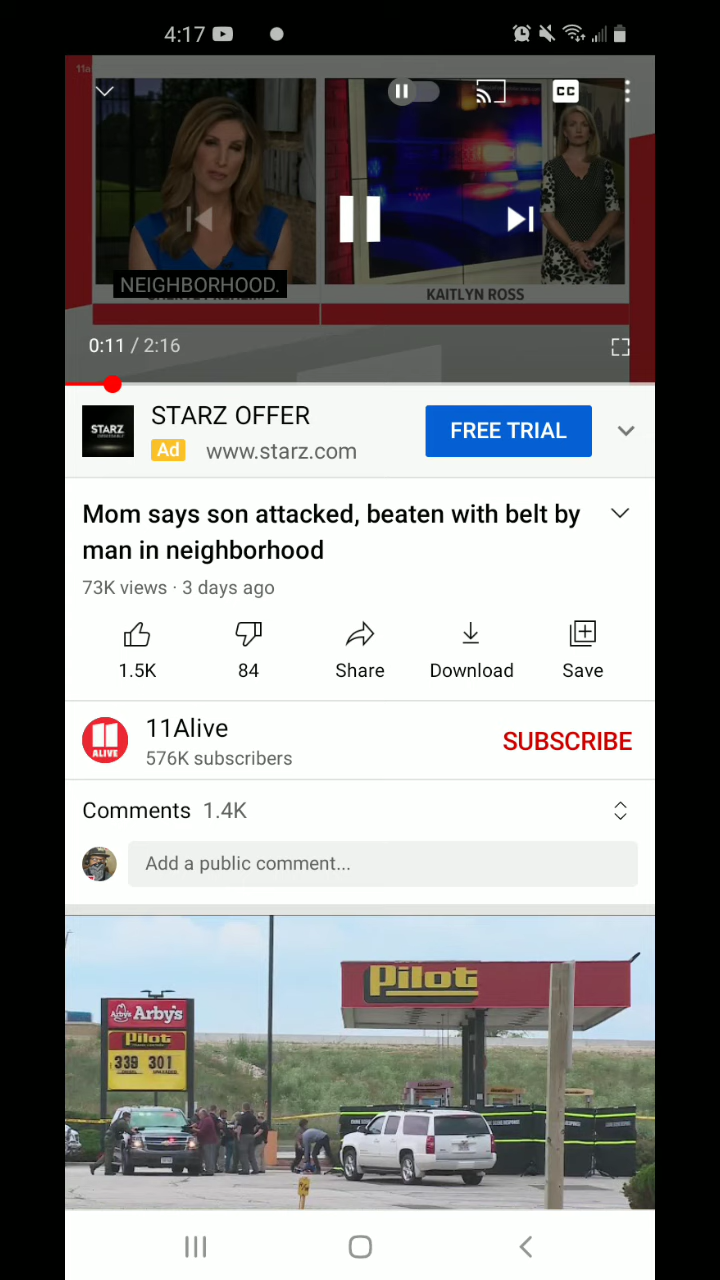 4:17
11a
CC
NEIGHBORHOOD.
KAITLYN ROSS
0:11 / 2:16
STARZ
STARZ OFFER
FREE TRIAL
Ad www.starz.com
Mom says son attacked, beaten with belt by
man in neighborhood
73K views · 3 days ago
1.5K 84 Share Download Save
ALIVE
11Alive
576K subscribers
SUBSCRIBE
Comments 1.4K
Add a public comment...
Pilot
Arby's
Pilot
339 301